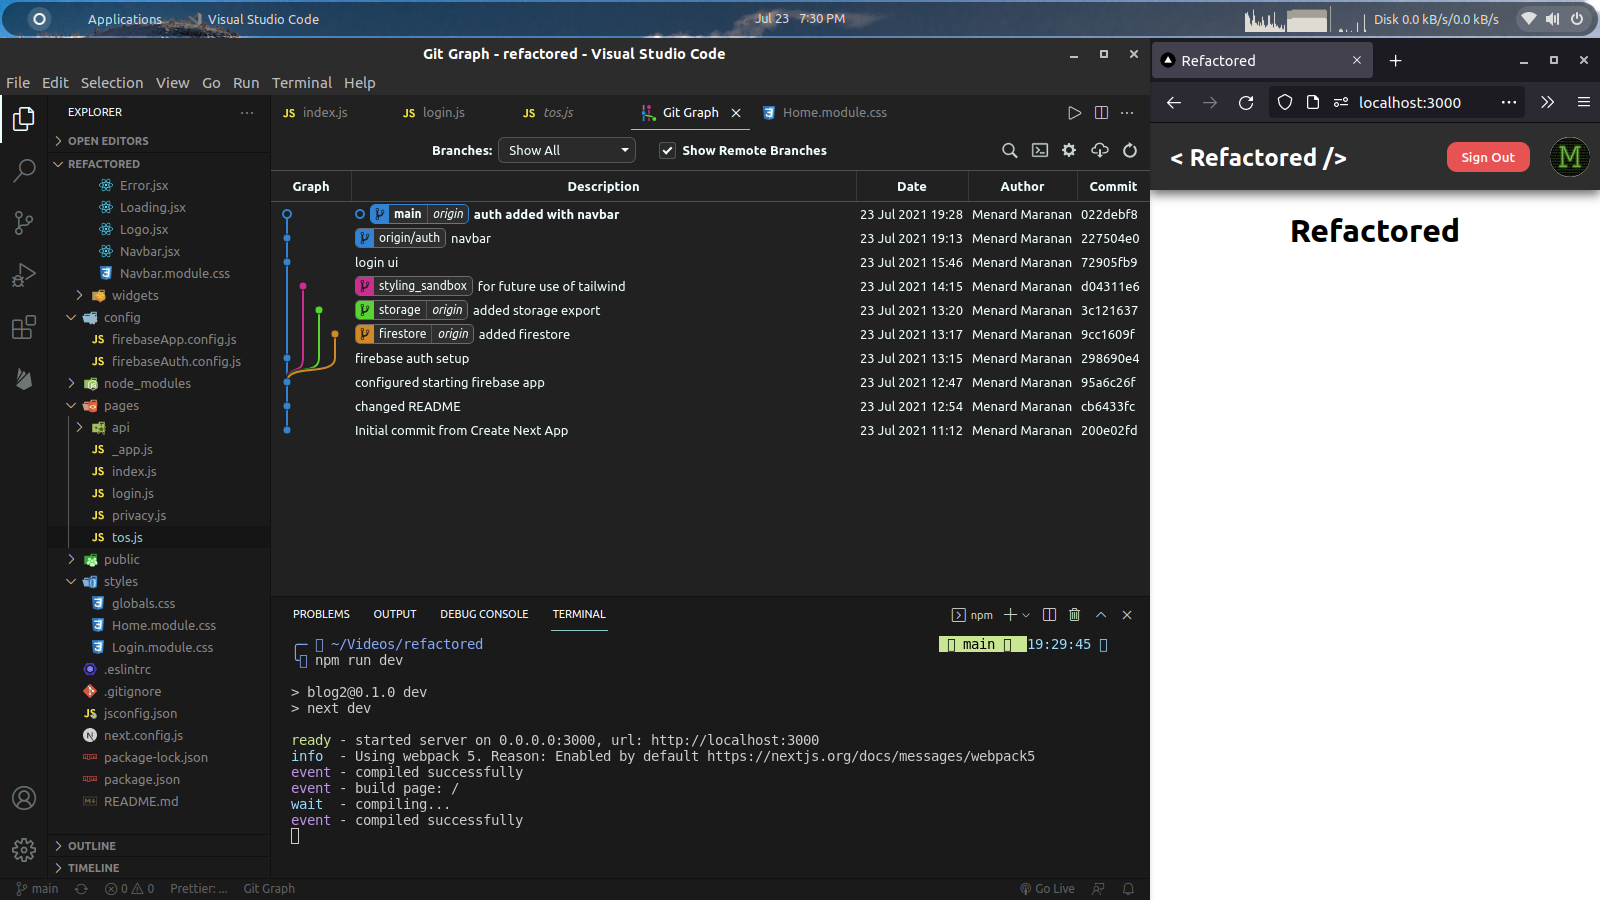 Applications
Visual Studio Code
Jul 23 7:30 PM
Disk 0.0 kB/s/0.0 kB/s
Git Graph - refactored - Visual Studio Code
File Edit Selection View Go Run Terminal Help
EXPLORER
OPEN EDITORS
REFACTORED
Error.jsx
Loading.jsx
Logo.jsx
Navbar.jsx
Navbar.module.css
widgets
config
firebaseApp.config.js
firebaseAuth.config.js
node_modules
pages
api
JS _app.js
JS index.js
JS login.js
JS privacy.js
JS tos.js
public
styles
globals.css
Home.module.css
Login.module.css
.eslintrc
.gitignore
jsconfig.json
next.config.js
package-lock.json
package.json
README.md
OUTLINE
TIMELINE
JS index.js
JS login.js
JS tos.js
Git Graph
Home.module.css
Branches: Show All
Show Remote Branches
Graph Description Date Author Commit
main origin auth added with navbar 23 Jul 2021 19:28 Menard Maranan 022debf8
origin/auth navbar 23 Jul 2021 19:13 Menard Maranan 227504e0
login ui 23 Jul 2021 15:46 Menard Maranan 72905fb9
styling_sandbox for future use of tailwind 23 Jul 2021 14:15 Menard Maranan d04311e6
storage origin added storage export 23 Jul 2021 13:20 Menard Maranan 3c121637
firestore origin added firestore 23 Jul 2021 13:17 Menard Maranan 9cc1609f
firebase auth setup 23 Jul 2021 13:15 Menard Maranan 298690e4
configured starting firebase app 23 Jul 2021 12:47 Menard Maranan 95a6c26f
changed README 23 Jul 2021 12:54 Menard Maranan cb6433fc
Initial commit from Create Next App 23 Jul 2021 11:12 Menard Maranan 200e02fd
PROBLEMS OUTPUT DEBUG CONSOLE TERMINAL
npm
~/Videos/refactored main 19:29:45
npm run dev
> blog2@0.1.0 dev
> next dev
ready - started server on 0.0.0.0:3000, url: http://localhost:3000
info - Using webpack 5. Reason: Enabled by default https://nextjs.org/docs/messages/webpack5
event - compiled successfully
event - build page: /
wait - compiling...
event - compiled successfully
main 0 0 Prettier: ... Git Graph
Go Live
Refactored
localhost:3000
< Refactored />
Sign Out
M
Refactored